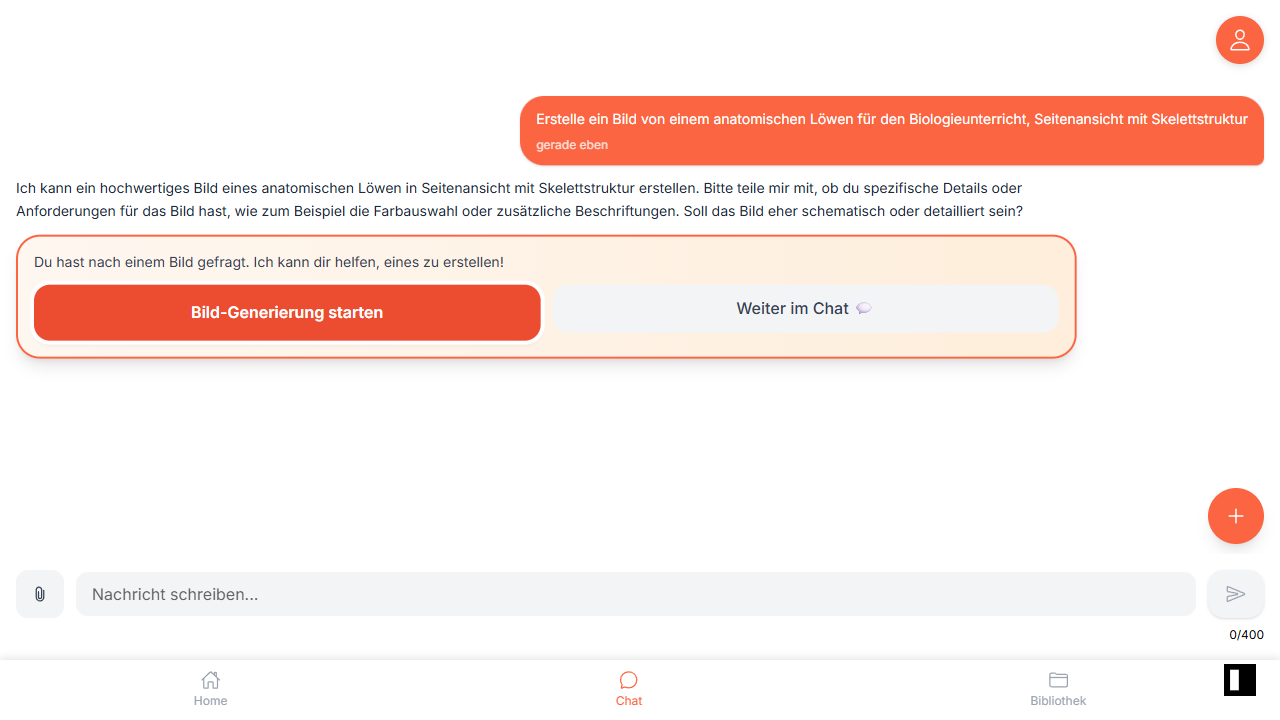 Erstelle ein Bild von einem anatomischen Löwen für den Biologieunterricht, Seitenansicht mit Skelettstruktur
gerade eben
Ich kann ein hochwertiges Bild eines anatomischen Löwen in Seitenansicht mit Skelettstruktur erstellen. Bitte teile mir mit, ob du spezifische Details oder
Anforderungen für das Bild hast, wie zum Beispiel die Farbauswahl oder zusätzliche Beschriftungen. Soll das Bild eher schematisch oder detailliert sein?
Du hast nach einem Bild gefragt. Ich kann dir helfen, eines zu erstellen!
Bild-Generierung starten
Weiter im Chat 💬
Nachricht schreiben...
0/400
Home
Chat
Bibliothek